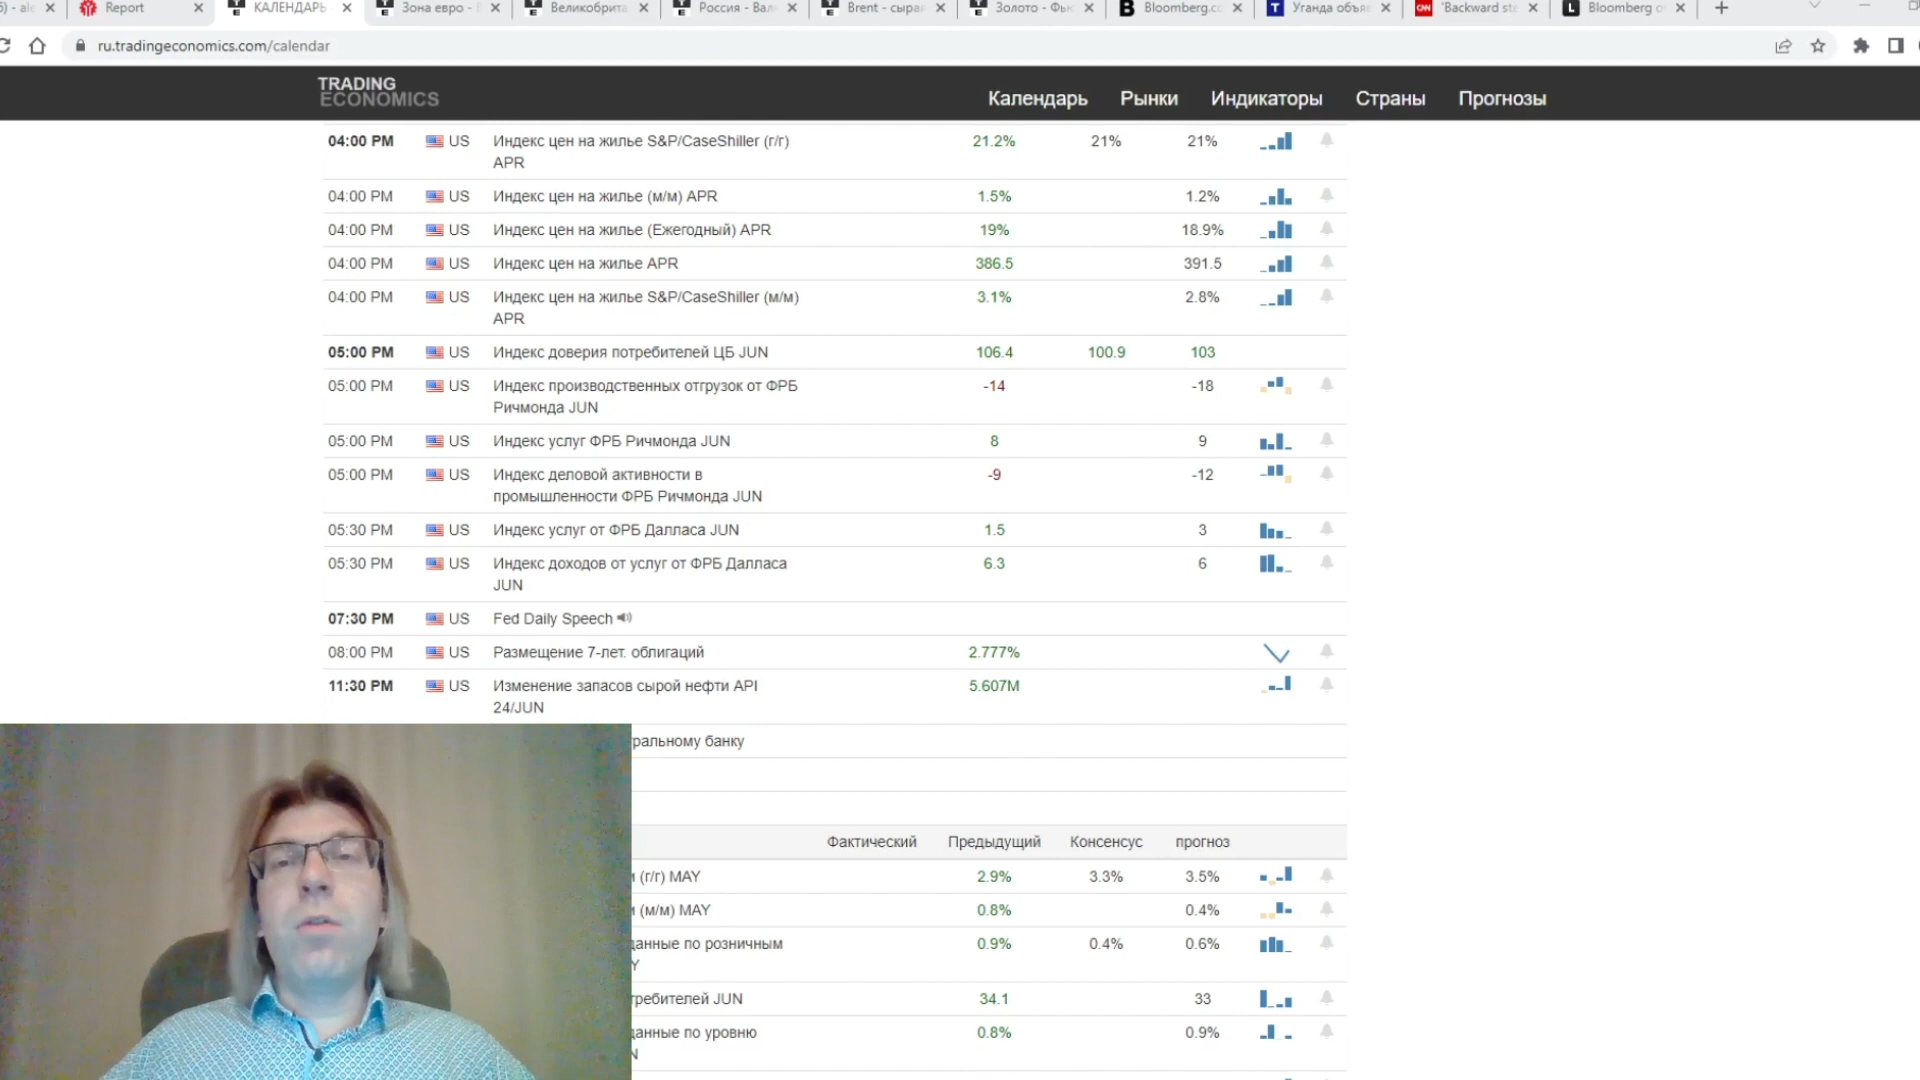 Report
КАЛЕНДАРЬ
Зона евро -
Великобрита
Россия - Вал
Brent - сырая
Золото - Фью
Bloomberg.co
Уганда объяв
'Backward ste
Bloomberg
ru.tradingeconomics.com/calendar
TRADING
ECONOMICS
Календарь Рынки Индикаторы Страны Прогнозы
04:00 PM US Индекс цен на жилье S&P/CaseShiller (г/г) 21.2% 21% 21%
APR
04:00 PM US Индекс цен на жилье (м/м) APR 1.5% 1.2%
04:00 PM US Индекс цен на жилье (Ежегодный) APR 19% 18.9%
04:00 PM US Индекс цен на жилье APR 386.5 391.5
04:00 PM US Индекс цен на жилье S&P/CaseShiller (м/м) 3.1% 2.8%
APR
05:00 PM US Индекс доверия потребителей ЦБ JUN 106.4 100.9 103
05:00 PM US Индекс производственных отгрузок от ФРБ -14 -18
Ричмонда JUN
05:00 PM US Индекс услуг ФРБ Ричмонда JUN 8 9
05:00 PM US Индекс деловой активности в -9 -12
промышленности ФРБ Ричмонда JUN
05:30 PM US Индекс услуг от ФРБ Далласа JUN 1.5 3
05:30 PM US Индекс доходов от услуг от ФРБ Далласа 6.3 6
JUN
07:30 PM US Fed Daily Speech
08:00 PM US Размещение 7-лет. облигаций 2.777%
11:30 PM US Изменение запасов сырой нефти API 5.607M
24/JUN
ральному банку
Фактический Предыдущий Консенсус прогноз
и (г/г) MAY 2.9% 3.3% 3.5%
и (м/м) MAY 0.8% 0.4%
данные по розничным 0.9% 0.4% 0.6%
Y
требителей JUN 34.1 33
данные по уровню 0.8% 0.9%
N